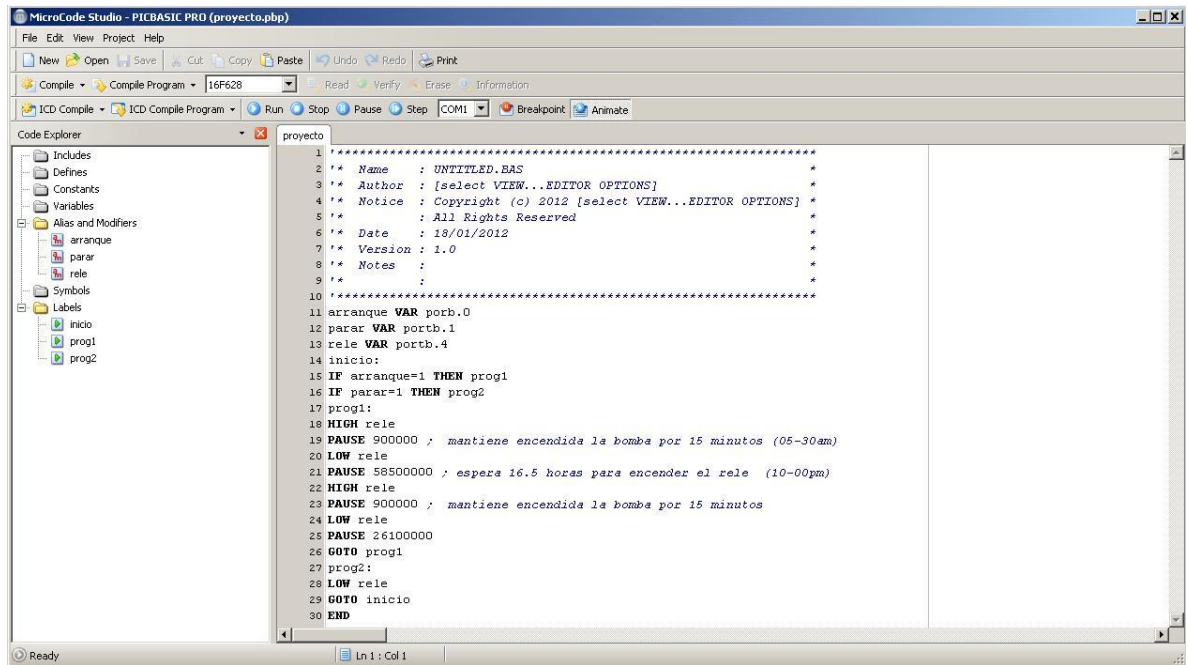 MicroCode Studio - PICBASIC PRO (proyecto.pbp)
File Edit View Project Help
New Open Save Cut Copy Paste Undo Redo Print
Compile Compile Program 16F628 Read Verify Erase Information
ICD Compile ICD Compile Program Run Stop Pause Step COM1 Breakpoint Animate
Code Explorer
Includes
Defines
Constants
Variables
Alias and Modifiers
arranque
parar
rele
Symbols
Labels
inicio
prog1
prog2
proyecto
1 '****************************************************************
2 '*  Name    : UNTITLED.BAS                                      *
3 '*  Author  : [select VIEW...EDITOR OPTIONS]                    *
4 '*  Notice  : Copyright (c) 2012 [select VIEW...EDITOR OPTIONS] *
5 '*          : All Rights Reserved                               *
6 '*  Date    : 18/01/2012                                        *
7 '*  Version : 1.0                                               *
8 '*  Notes   :                                                   *
9 '*          :                                                   *
10 '****************************************************************
11 arranque VAR porb.0
12 parar VAR portb.1
13 rele VAR portb.4
14 inicio:
15 IF arranque=1 THEN prog1
16 IF parar=1 THEN prog2
17 prog1:
18 HIGH rele
19 PAUSE 900000 ;  mantiene encendida la bomba por 15 minutos (05-30am)
20 LOW rele
21 PAUSE 58500000 ; espera 16.5 horas para encender el rele  (10-00pm)
22 HIGH rele
23 PAUSE 900000 ;  mantiene encendida la bomba por 15 minutos
24 LOW rele
25 PAUSE 26100000
26 GOTO prog1
27 prog2:
28 LOW rele
29 GOTO inicio
30 END
Ready
Ln 1 : Col 1